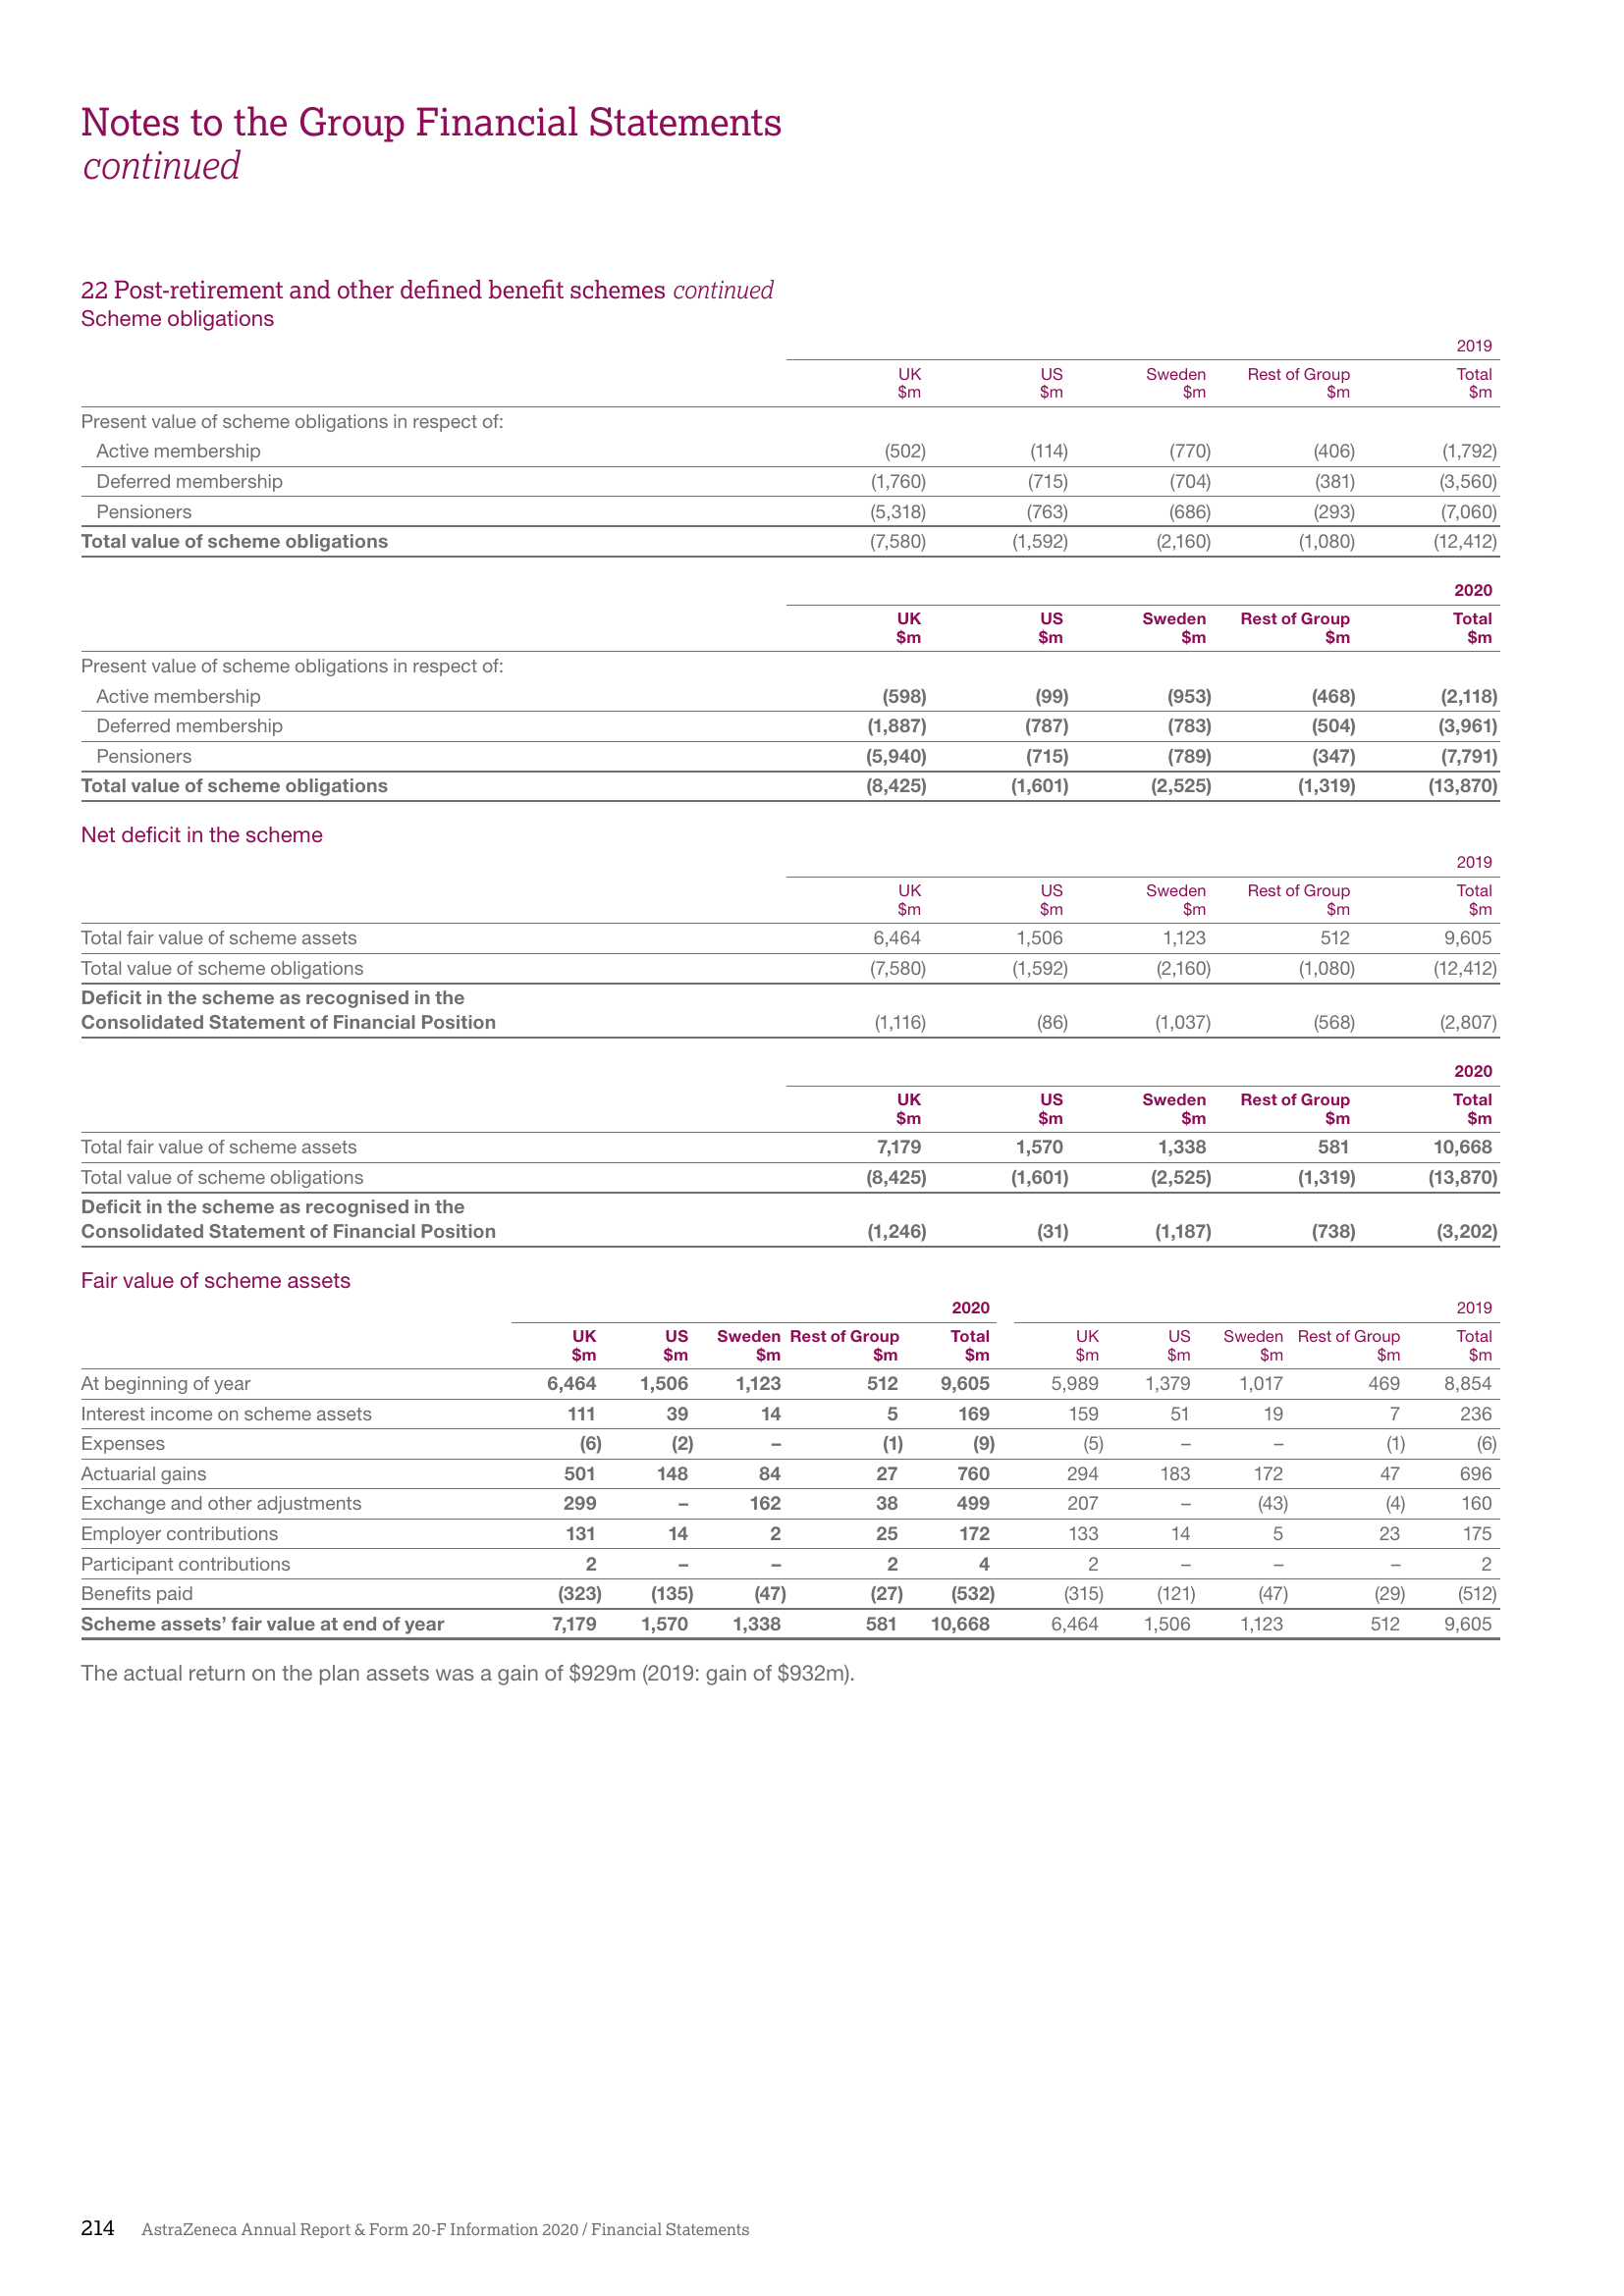 Notes to the Group Financial Statements
continued
22 Post-retirement and other defined benefit schemes continued
Scheme obligations
2019
UK US Sweden Rest of Group Total
$m $m $m $m $m
Present value of scheme obligations in respect of:
Active membership (502) (114) (770) (406) (1,792)
Deferred membership (1,760) (715) (704) (381) (3,560)
Pensioners (5,318) (763) (686) (293) (7,060)
Total value of scheme obligations (7,580) (1,592) (2,160) (1,080) (12,412)
2020
UK US Sweden Rest of Group Total
$m $m $m $m $m
Present value of scheme obligations in respect of:
Active membership (598) (99) (953) (468) (2,118)
Deferred membership (1,887) (787) (783) (504) (3,961)
Pensioners (5,940) (715) (789) (347) (7,791)
Total value of scheme obligations (8,425) (1,601) (2,525) (1,319) (13,870)
Net deficit in the scheme
2019
UK US Sweden Rest of Group Total
$m $m $m $m $m
Total fair value of scheme assets 6,464 1,506 1,123 512 9,605
Total value of scheme obligations (7,580) (1,592) (2,160) (1,080) (12,412)
Deficit in the scheme as recognised in the
Consolidated Statement of Financial Position (1,116) (86) (1,037) (568) (2,807)
2020
UK US Sweden Rest of Group Total
$m $m $m $m $m
Total fair value of scheme assets 7,179 1,570 1,338 581 10,668
Total value of scheme obligations (8,425) (1,601) (2,525) (1,319) (13,870)
Deficit in the scheme as recognised in the
Consolidated Statement of Financial Position (1,246) (31) (1,187) (738) (3,202)
Fair value of scheme assets
2020 2019
UK US Sweden Rest of Group Total UK US Sweden Rest of Group Total
$m $m $m $m $m $m $m $m $m $m
At beginning of year 6,464 1,506 1,123 512 9,605 5,989 1,379 1,017 469 8,854
Interest income on scheme assets 111 39 14 5 169 159 51 19 7 236
Expenses (6) (2) – (1) (9) (5) – – (1) (6)
Actuarial gains 501 148 84 27 760 294 183 172 47 696
Exchange and other adjustments 299 – 162 38 499 207 – (43) (4) 160
Employer contributions 131 14 2 25 172 133 14 5 23 175
Participant contributions 2 – – 2 4 2 – – – 2
Benefits paid (323) (135) (47) (27) (532) (315) (121) (47) (29) (512)
Scheme assets’ fair value at end of year 7,179 1,570 1,338 581 10,668 6,464 1,506 1,123 512 9,605
The actual return on the plan assets was a gain of $929m (2019: gain of $932m).
214 AstraZeneca Annual Report & Form 20-F Information 2020 / Financial Statements